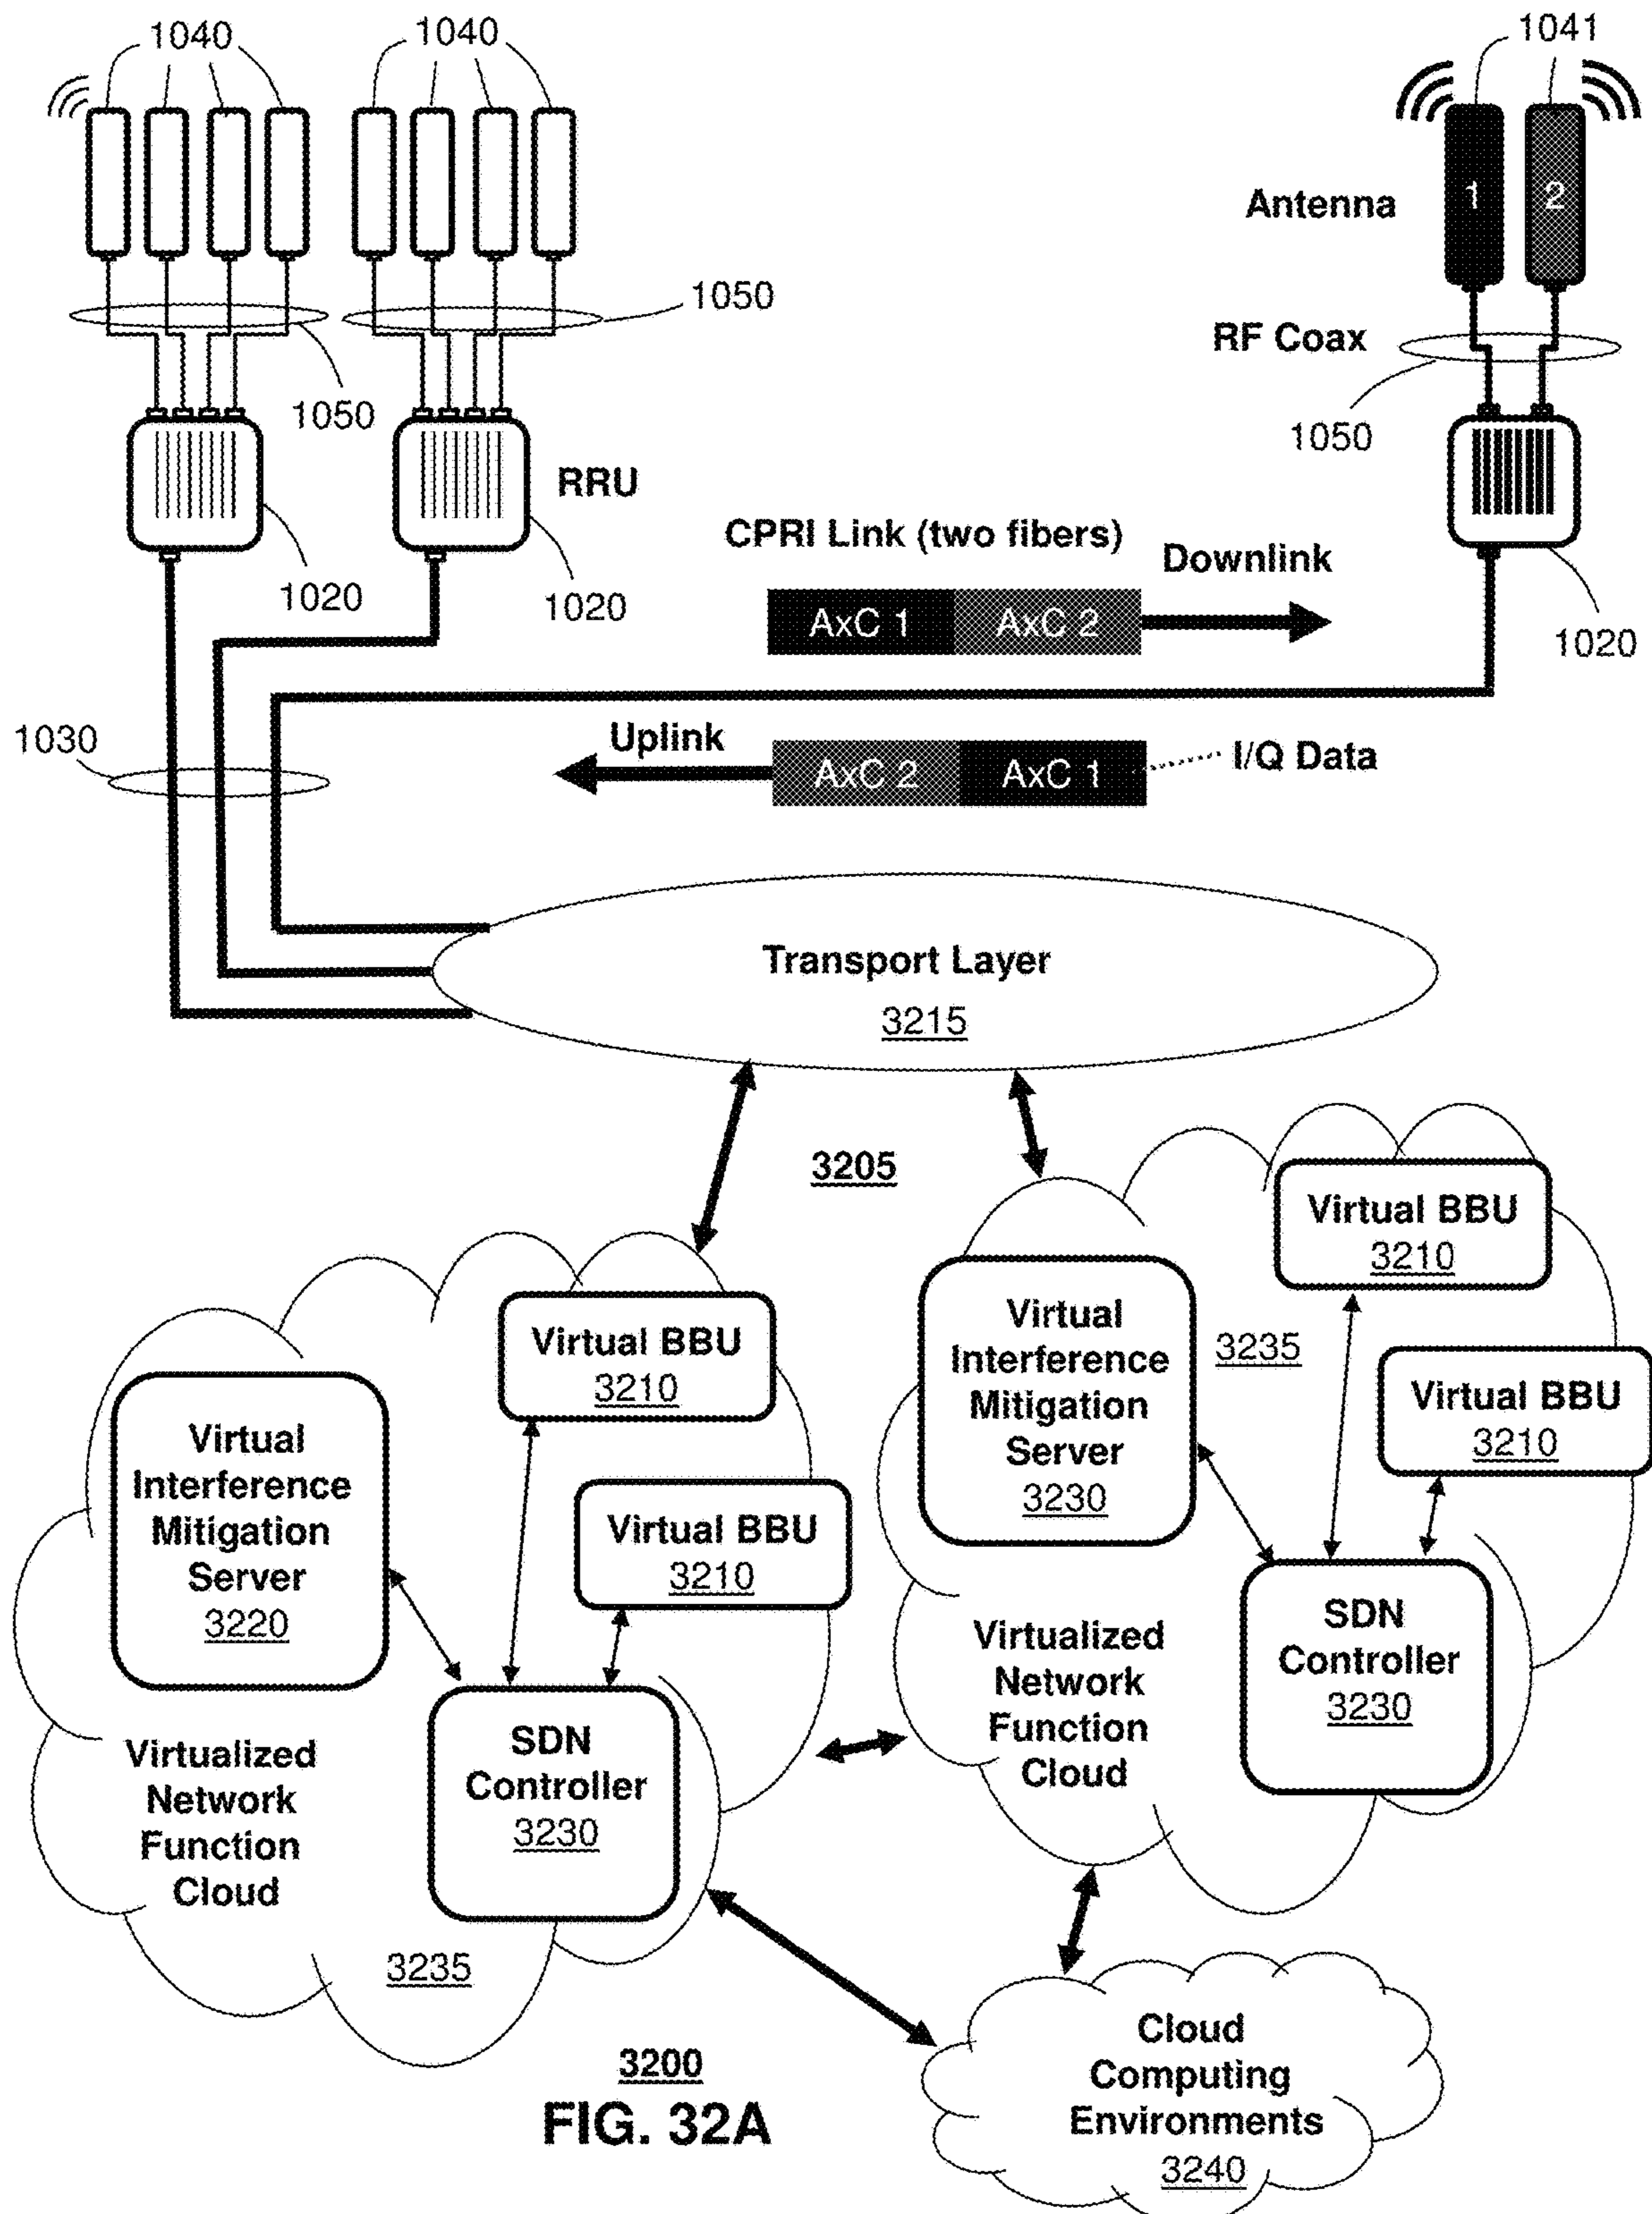 1040
1040
1041
1
2
Antenna
1050
RF Coax
1050
1050
RRU
CPRI Link (two fibers)
Downlink
1020
1020
AxC 1
AxC 2
1020
1030
Uplink
AxC 2
AxC 1
I/Q Data
Transport Layer
3215
3205
Virtual BBU
3210
Virtual
Interference
Mitigation
Server
3230
3235
Virtual BBU
3210
Virtual BBU
3210
Virtual
Interference
Mitigation
Server
3220
Virtual BBU
3210
SDN
Controller
3230
Virtualized
Network
Function
Cloud
SDN
Controller
3230
Virtualized
Network
Function
Cloud
3235
Cloud
Computing
Environments
3240
3200
FIG. 32A